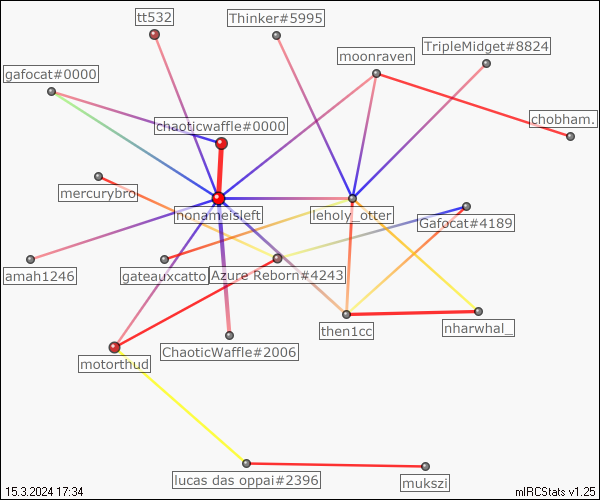 tt532
Thinker#5995
moonraven
TripleMidget#8824
gafocat#0000
chaoticwaffle#0000
chobham.
mercurybro
nonameisleft
leholy_otter
Gafocat#4189
amah1246
gateauxcatto
Azure Reborn#4243
then1cc
nharwhal_
ChaoticWaffle#2006
motorthud
lucas das oppai#2396
mukszi
15.3.2024 17:34
mIRCStats v1.25